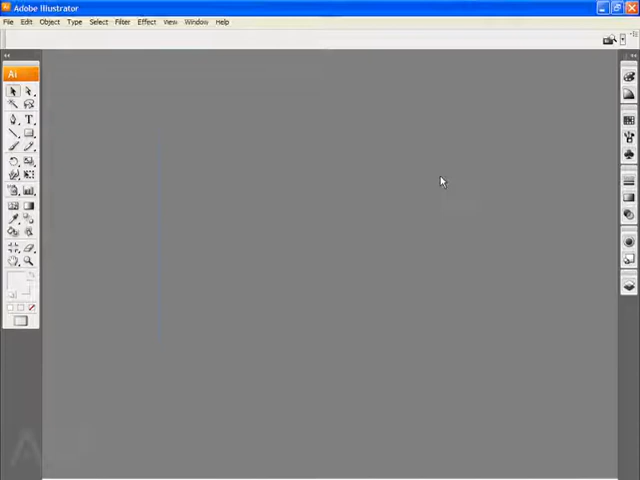 Adobe Illustrator
File Edit Object Type Select Filter Effect View Window Help
Ai
T